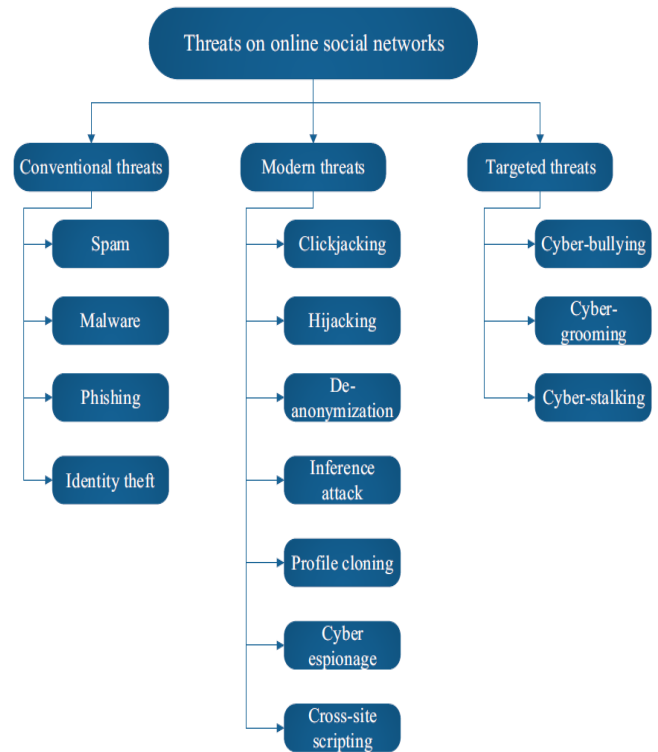 Threats on online social networks
Conventional threats
Modern threats
Targeted threats
Spam
Malware
Phishing
Identity theft
Clickjacking
Hijacking
De-
anonymization
Inference
attack
Profile cloning
Cyber
espionage
Cross-site
scripting
Cyber-bullying
Cyber-
grooming
Cyber-stalking